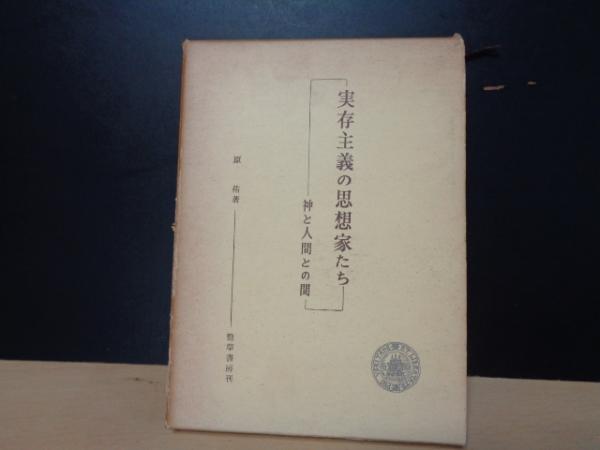 実存主義の思想家たち
神と人間との間
原 佑著
勁草書房刊